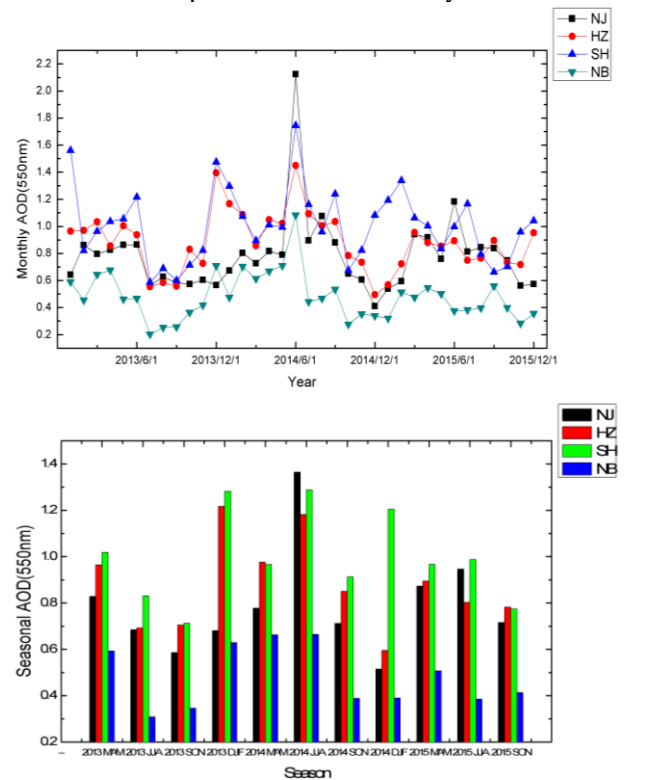 NJ
HZ
SH
NB
2.2
2.0
1.8
1.6
1.4
1.2
1.0
0.8
0.6
0.4
0.2
Monthly AOD(550nm)
2013/6/1 2013/12/1 2014/6/1 2014/12/1 2015/6/1 2015/12/1
Year
NJ
HZ
SH
NB
1.4
1.2
1.0
0.8
0.6
0.4
0.2
Seasonal AOD(550nm)
-- 2013 MAM 2013 JJA 2013 SON 2013 DJF 2014 MAM 2014 JJA 2014 SON 2014 DJF 2015 MAM 2015 JJA 2015 SON
Season